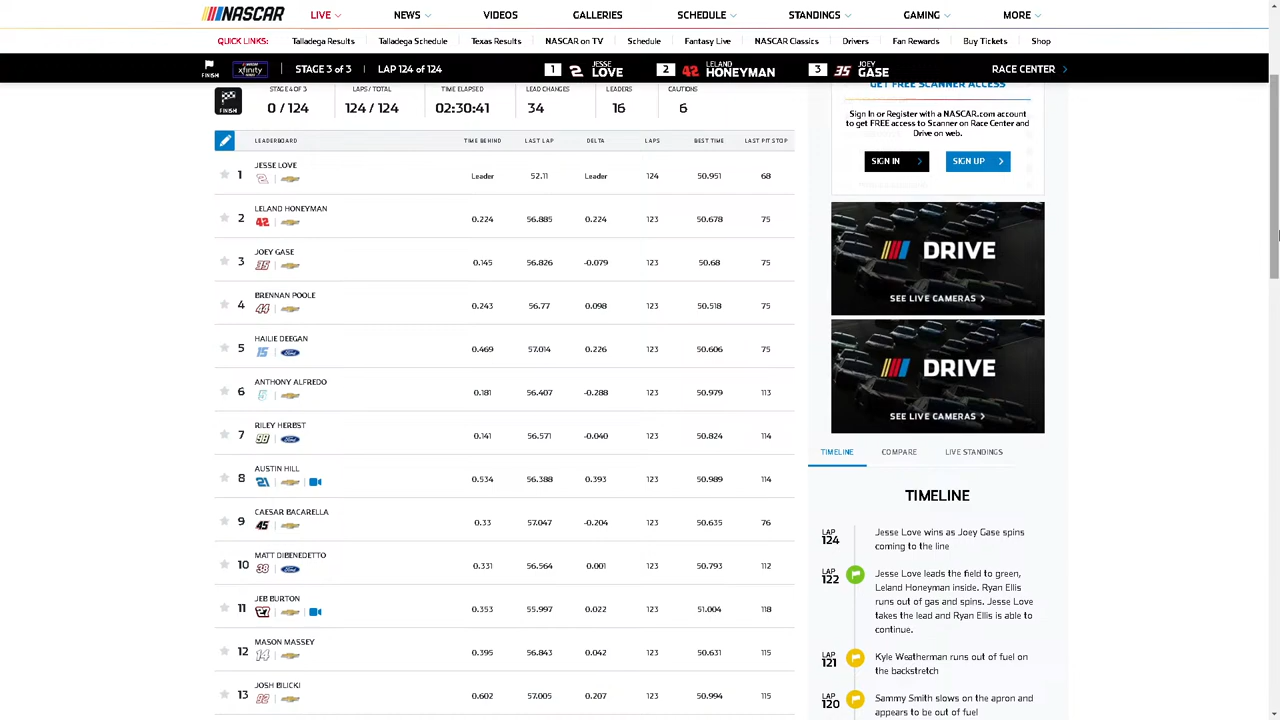 NASCAR LIVE NEWS VIDEOS GALLERIES SCHEDULE STANDINGS GAMING MORE
QUICK LINKS: Talladega Results Talladega Schedule Texas Results NASCAR on TV Schedule Fantasy Live NASCAR Classics Drivers Fan Rewards Buy Tickets Shop
FINISH xfinity STAGE 3 of 3 LAP 124 of 124 1 2 JESSE LOVE 2 42 LELAND HONEYMAN 3 35 JOEY GASE RACE CENTER
STAGE 4 OF 3 LAPS/TOTAL TIME ELAPSED LEAD CHANGES LEADERS CAUTIONS
FINISH 0 / 124 124 / 124 02:30:41 34 16 6
LEADERBOARD TIME BEHIND LAST LAP DELTA LAPS BEST TIME LAST PIT STOP
1 JESSE LOVE 2 Leader 52.11 Leader 124 50.951 68
2 LELAND HONEYMAN 42 0.224 56.885 0.224 123 50.678 75
3 JOEY GASE 35 0.145 56.826 -0.079 123 50.68 75
4 BRENNAN POOLE 44 0.243 56.77 0.098 123 50.518 75
5 HAILIE DEEGAN 15 Ford 0.469 57.014 0.226 123 50.606 75
6 ANTHONY ALFREDO 5 0.181 56.407 -0.288 123 50.979 113
7 RILEY HERBST 98 Ford 0.141 56.571 -0.040 123 50.824 114
8 AUSTIN HILL 21 0.534 56.388 0.393 123 50.989 114
9 CAESAR BACARELLA 45 0.33 57.047 -0.204 123 50.635 76
10 MATT DIBENEDETTO 38 Ford 0.331 56.564 0.001 123 50.793 112
11 JEB BURTON 27 0.353 55.997 0.022 123 51.004 118
12 MASON MASSEY 14 0.395 56.843 0.042 123 50.631 115
13 JOSH BILICKI 92 0.602 57.005 0.207 123 50.994 115
GET FREE SCANNER ACCESS
Sign In or Register with a NASCAR.com account
to get FREE access to Scanner on Race Center and
Drive on web.
SIGN IN SIGN UP
DRIVE
SEE LIVE CAMERAS
DRIVE
SEE LIVE CAMERAS
TIMELINE COMPARE LIVE STANDINGS
TIMELINE
LAP 124 Jesse Love wins as Joey Gase spins
coming to the line
LAP 122 Jesse Love leads the field to green,
Leland Honeyman inside. Ryan Ellis
runs out of gas and spins. Jesse Love
takes the lead and Ryan Ellis is able to
continue.
LAP 121 Kyle Weatherman runs out of fuel on
the backstretch
LAP 120 Sammy Smith slows on the apron and
appears to be out of fuel